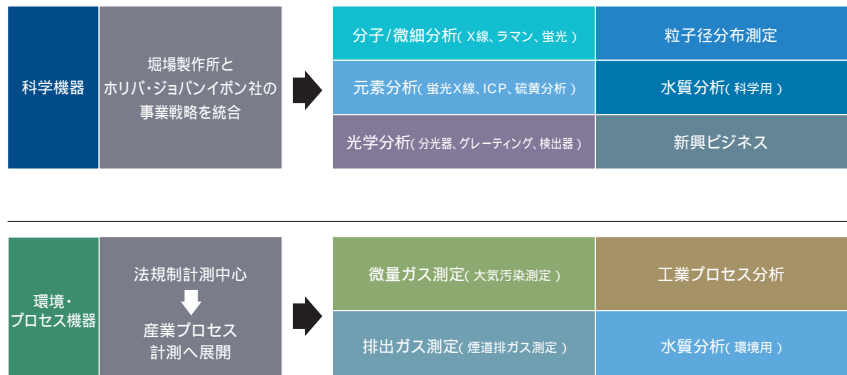 科学機器
堀場製作所と
ホリバ・ジョバンイボン社の
事業戦略を統合
分子/微細分析(X線、ラマン、蛍光)
粒子径分布測定
元素分析(蛍光X線、ICP、硫黄分析)
水質分析(科学用)
光学分析(分光器、グレーティング、検出器)
新興ビジネス
環境・
プロセス機器
法規制計測中心
産業プロセス
計測へ展開
微量ガス測定(大気汚染測定)
工業プロセス分析
排出ガス測定(煙道排ガス測定)
水質分析(環境用)